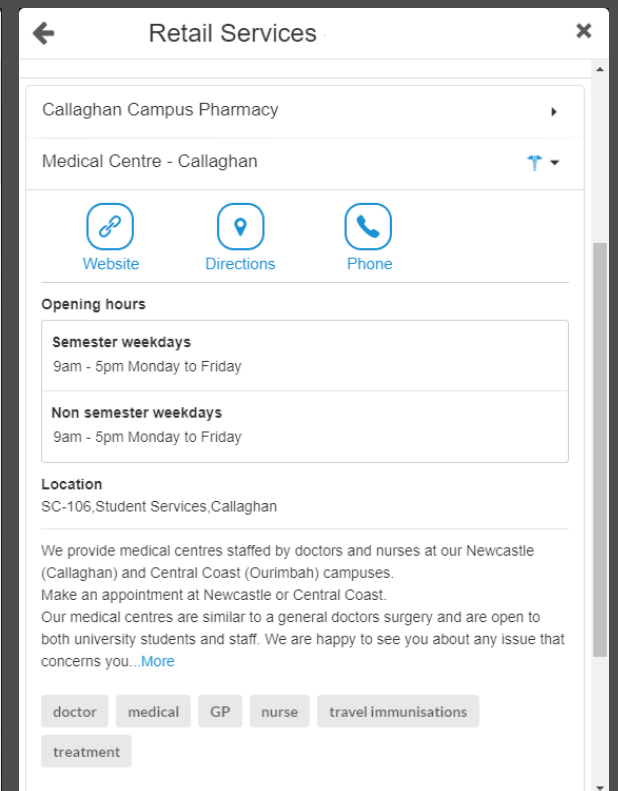 Retail Services
Callaghan Campus Pharmacy
Medical Centre - Callaghan
Website Directions Phone
Opening hours
Semester weekdays
9am - 5pm Monday to Friday
Non semester weekdays
9am - 5pm Monday to Friday
Location
SC-106,Student Services,Callaghan
We provide medical centres staffed by doctors and nurses at our Newcastle
(Callaghan) and Central Coast (Ourimbah) campuses.
Make an appointment at Newcastle or Central Coast.
Our medical centres are similar to a general doctors surgery and are open to
both university students and staff. We are happy to see you about any issue that
concerns you...More
doctor medical GP nurse travel immunisations
treatment